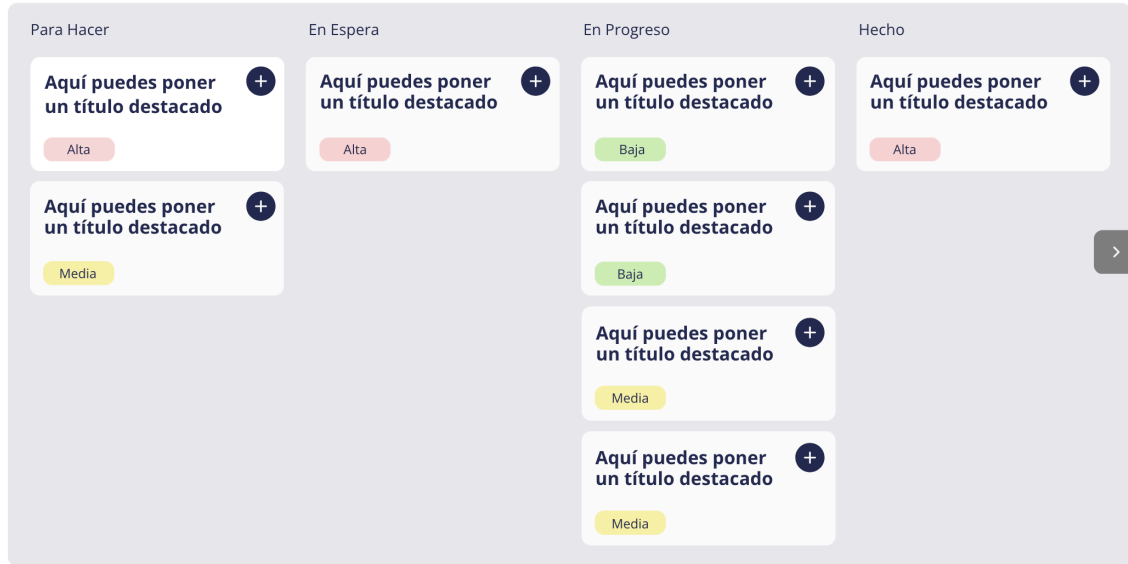 Para Hacer
Aquí puedes poner
un título destacado
Alta
Aquí puedes poner
un título destacado
Media
En Espera
Aquí puedes poner
un título destacado
Alta
En Progreso
Aquí puedes poner
un título destacado
Baja
Aquí puedes poner
un título destacado
Baja
Aquí puedes poner
un título destacado
Media
Aquí puedes poner
un título destacado
Media
Hecho
Aquí puedes poner
un título destacado
Alta